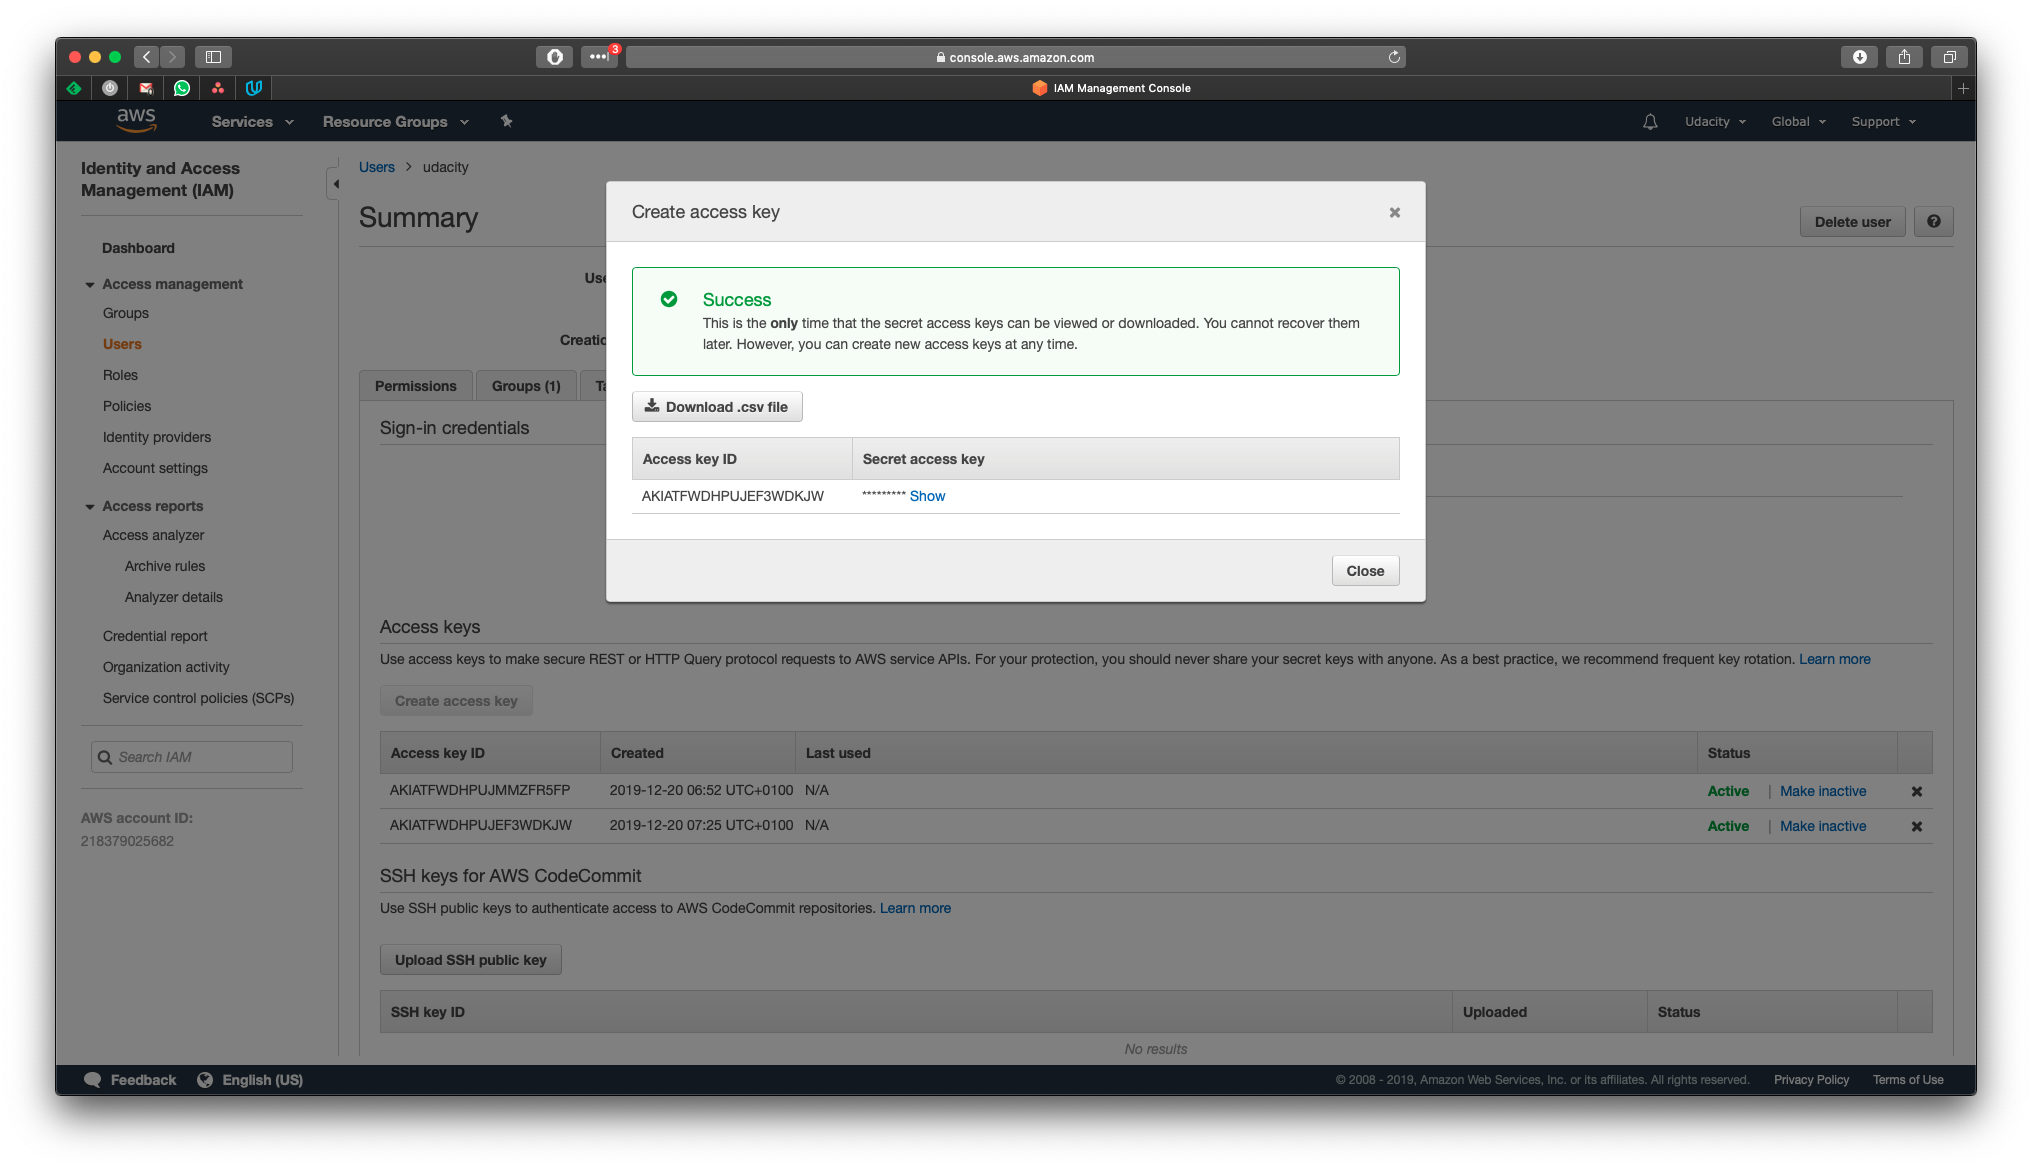 3
console.aws.amazon.com
IAM Management Console
aws
Services
Resource Groups
Udacity
Global
Support
Identity and Access
Management (IAM)
Dashboard
Access management
Groups
Users
Roles
Policies
Identity providers
Account settings
Access reports
Access analyzer
Archive rules
Analyzer details
Credential report
Organization activity
Service control policies (SCPs)
Search IAM
AWS account ID:
218379025682
Users > udacity
Summary
Delete user
Use
Creatio
Permissions
Groups (1)
Ta
Sign-in credentials
Create access key
Success
This is the only time that the secret access keys can be viewed or downloaded. You cannot recover them
later. However, you can create new access keys at any time.
Download .csv file
Access key ID Secret access key
AKIATFWDHPUJEF3WDKJW ********* Show
Close
Access keys
Use access keys to make secure REST or HTTP Query protocol requests to AWS service APIs. For your protection, you should never share your secret keys with anyone. As a best practice, we recommend frequent key rotation. Learn more
Create access key
Access key ID Created Last used Status
AKIATFWDHPUJMMZFR5FP 2019-12-20 06:52 UTC+0100 N/A Active | Make inactive
AKIATFWDHPUJEF3WDKJW 2019-12-20 07:25 UTC+0100 N/A Active | Make inactive
SSH keys for AWS CodeCommit
Use SSH public keys to authenticate access to AWS CodeCommit repositories. Learn more
Upload SSH public key
SSH key ID Uploaded Status
No results
Feedback
English (US)
© 2008 - 2019, Amazon Web Services, Inc. or its affiliates. All rights reserved.
Privacy Policy
Terms of Use